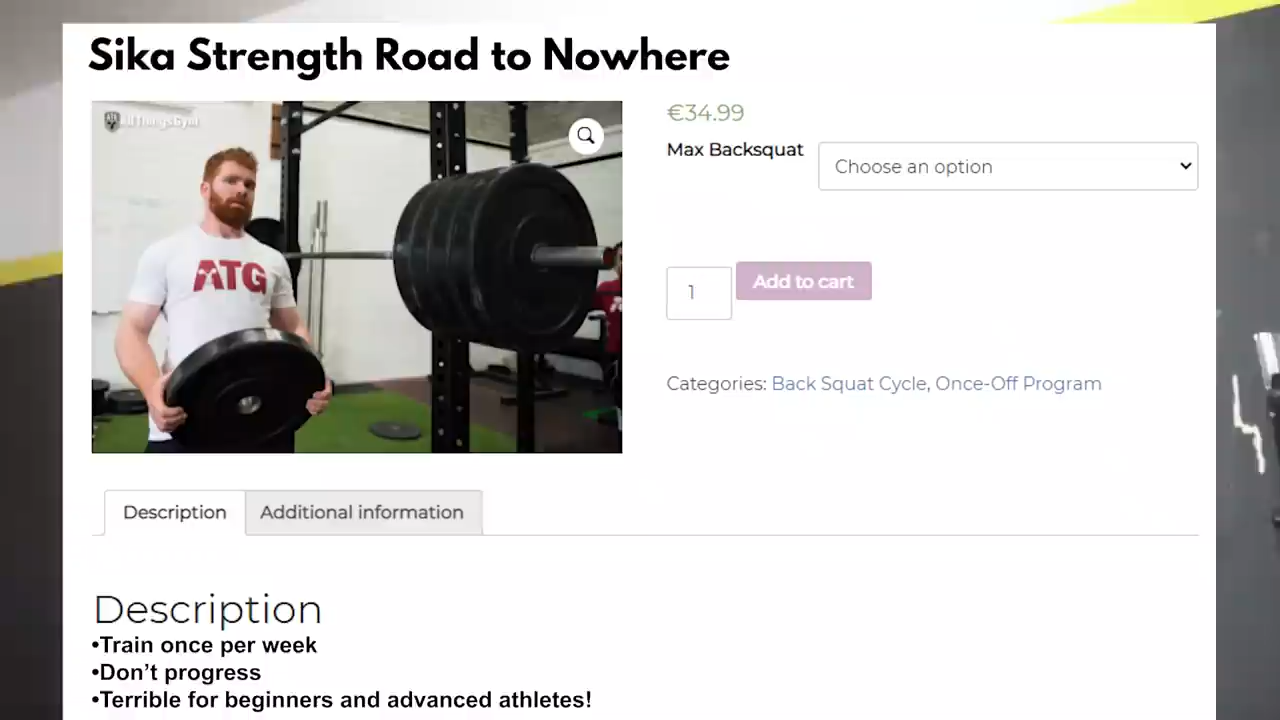 Sika Strength Road to Nowhere
€34.99
Max Backsquat
Choose an option
ATG
1
Add to cart
Categories: Back Squat Cycle, Once-Off Program
Description
Additional information
Description
•Train once per week
•Don’t progress
•Terrible for beginners and advanced athletes!